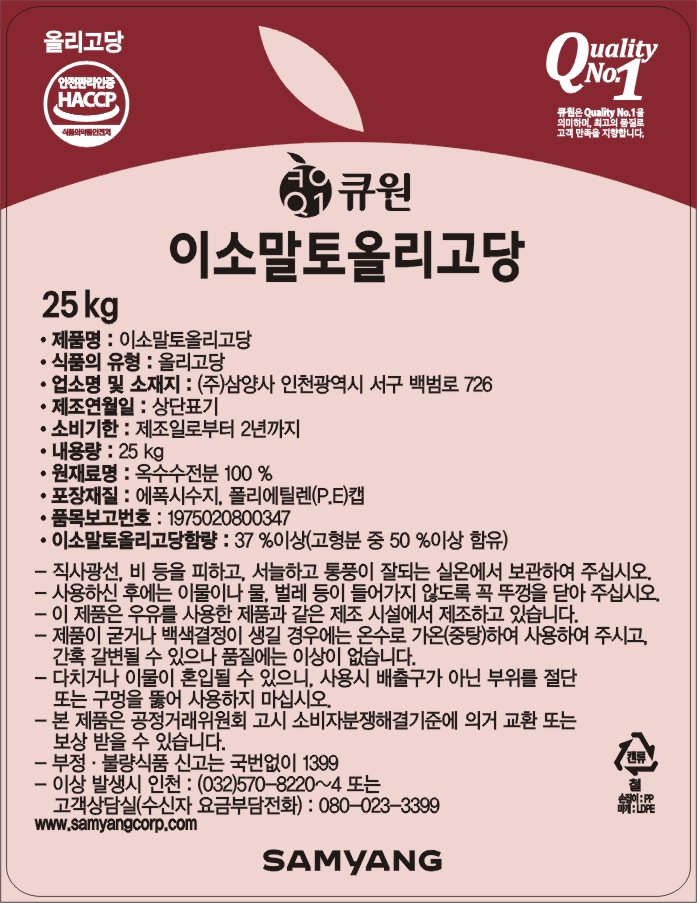 올리고당
안전관리인증
HACCP
식품의약품안전처
Quality
No.1
큐원은 Quality No.1을
의미하며, 최고의 품질로
고객 만족을 지향합니다.
큐원
Q1
큐원
이소말토올리고당
25 kg
• 제품명 : 이소말토올리고당
• 식품의 유형 : 올리고당
• 업소명 및 소재지 : (주)삼양사 인천광역시 서구 백범로 726
• 제조연월일 : 상단표기
• 소비기한 : 제조일로부터 2년까지
• 내용량 : 25 kg
• 원재료명 : 옥수수전분 100 %
• 포장재질 : 에폭시수지, 폴리에틸렌(P.E)캡
• 품목보고번호 : 1975020800347
• 이소말토올리고당함량 : 37 %이상(고형분 중 50 %이상 함유)
– 직사광선, 비 등을 피하고, 서늘하고 통풍이 잘되는 실온에서 보관하여 주십시오.
– 사용하신 후에는 이물이나 물, 벌레 등이 들어가지 않도록 꼭 뚜껑을 닫아 주십시오.
– 이 제품은 우유를 사용한 제품과 같은 제조 시설에서 제조하고 있습니다.
– 제품이 굳거나 백색결정이 생길 경우에는 온수로 가온(중탕)하여 사용하여 주시고,
간혹 갈변될 수 있으나 품질에는 이상이 없습니다.
– 다치거나 이물이 혼입될 수 있으니, 사용시 배출구가 아닌 부위를 절단
또는 구멍을 뚫어 사용하지 마십시오.
– 본 제품은 공정거래위원회 고시 소비자분쟁해결기준에 의거 교환 또는
보상 받을 수 있습니다.
– 부정 · 불량식품 신고는 국번없이 1399
– 이상 발생시 인천 : (032)570–8220~4 또는
고객상담실(수신자 요금부담전화) : 080–023–3399
www.samyangcorp.com
캔류
철
손잡이 : PP
마개 : LDPE
SAMYANG